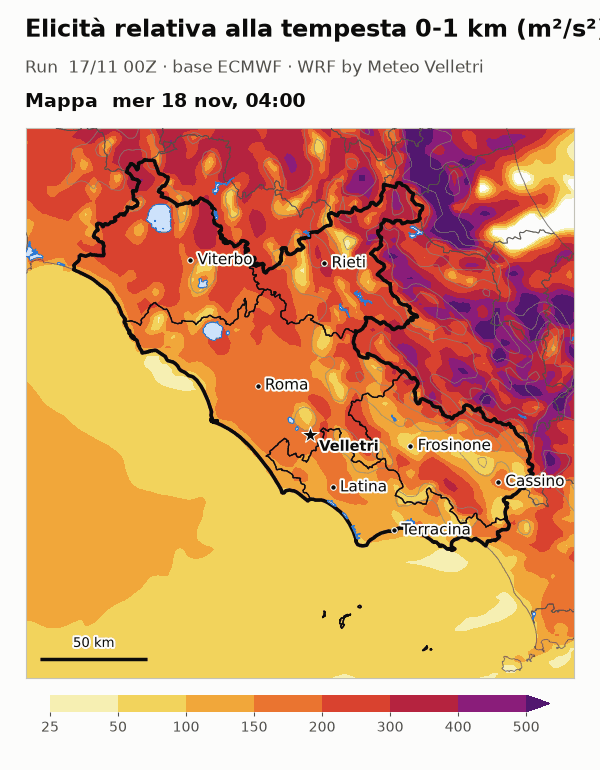 Elicità relativa alla tempesta 0-1 km (m²/s²)
Run  17/11 00Z · base ECMWF · WRF by Meteo Velletri
Mappa  mer 18 nov, 04:00
Viterbo
Rieti
Roma
Velletri
Frosinone
Cassino
Latina
Terracina
50 km
25 50 100 150 200 300 400 500